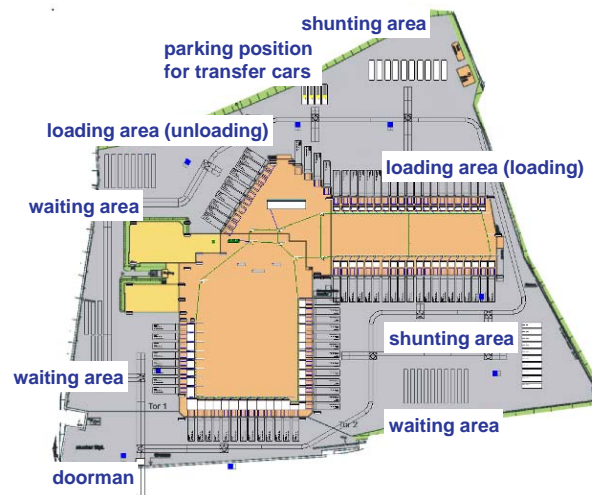 shunting area
parking position
for transfer cars
loading area (unloading)
loading area (loading)
waiting area
shunting area
waiting area
waiting area
Tor 1
Tor 2
doorman